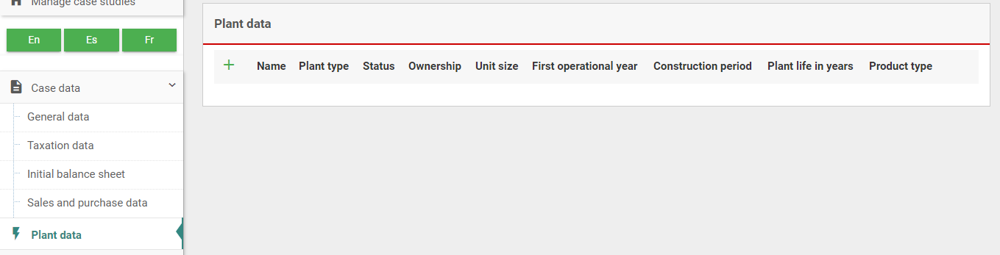 Manage case studies
En Es Fr
Case data
General data
Taxation data
Initial balance sheet
Sales and purchase data
Plant data
Plant data
+ Name Plant type Status Ownership Unit size First operational year Construction period Plant life in years Product type